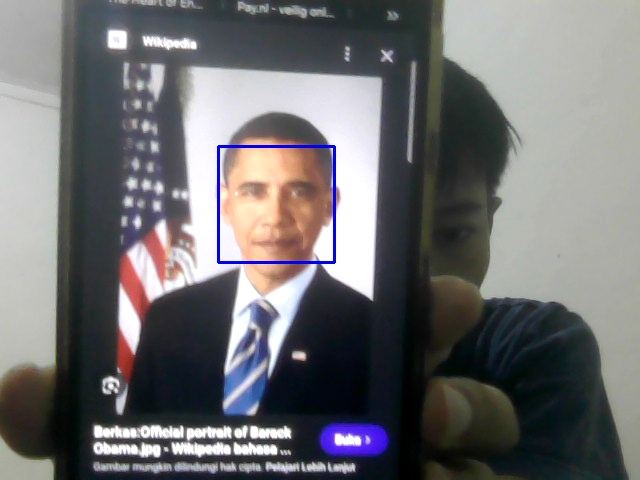 The Heart of En...
Pay.nl - veilig onl...
Wikipedia
Berkas:Official portrait of Barack
Obama.jpg - Wikipedia bahasa ...
Buka
Gambar mungkin dilindungi hak cipta. Pelajari Lebih Lanjut